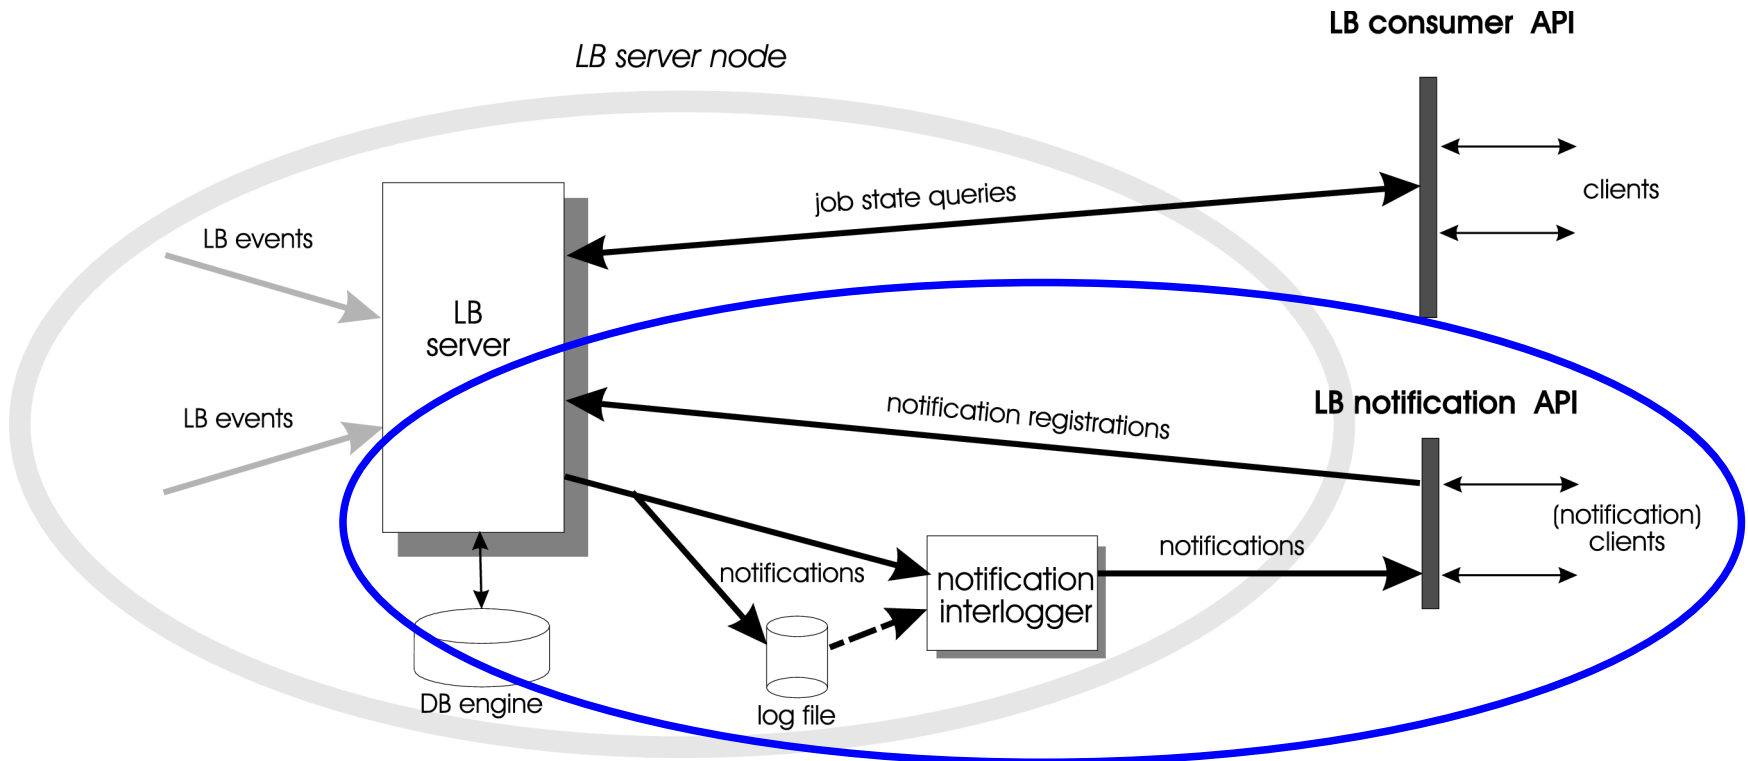 LB consumer API
LB server node
job state queries
clients
LB events
LB
server
LB events
notification registrations
LB notification API
(notification)
clients
notifications
notifications
notification
interlogger
DB engine
log file